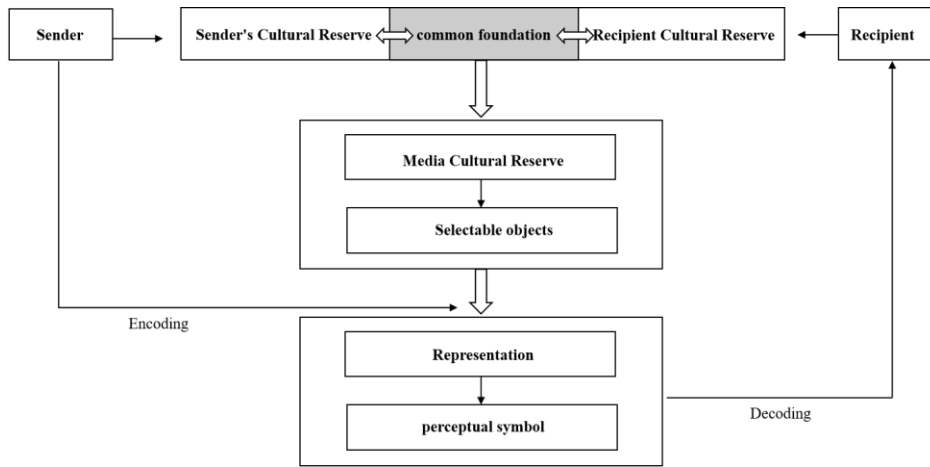 Sender
Sender's Cultural Reserve
common foundation
Recipient Cultural Reserve
Recipient
Media Cultural Reserve
Selectable objects
Encoding
Representation
perceptual symbol
Decoding